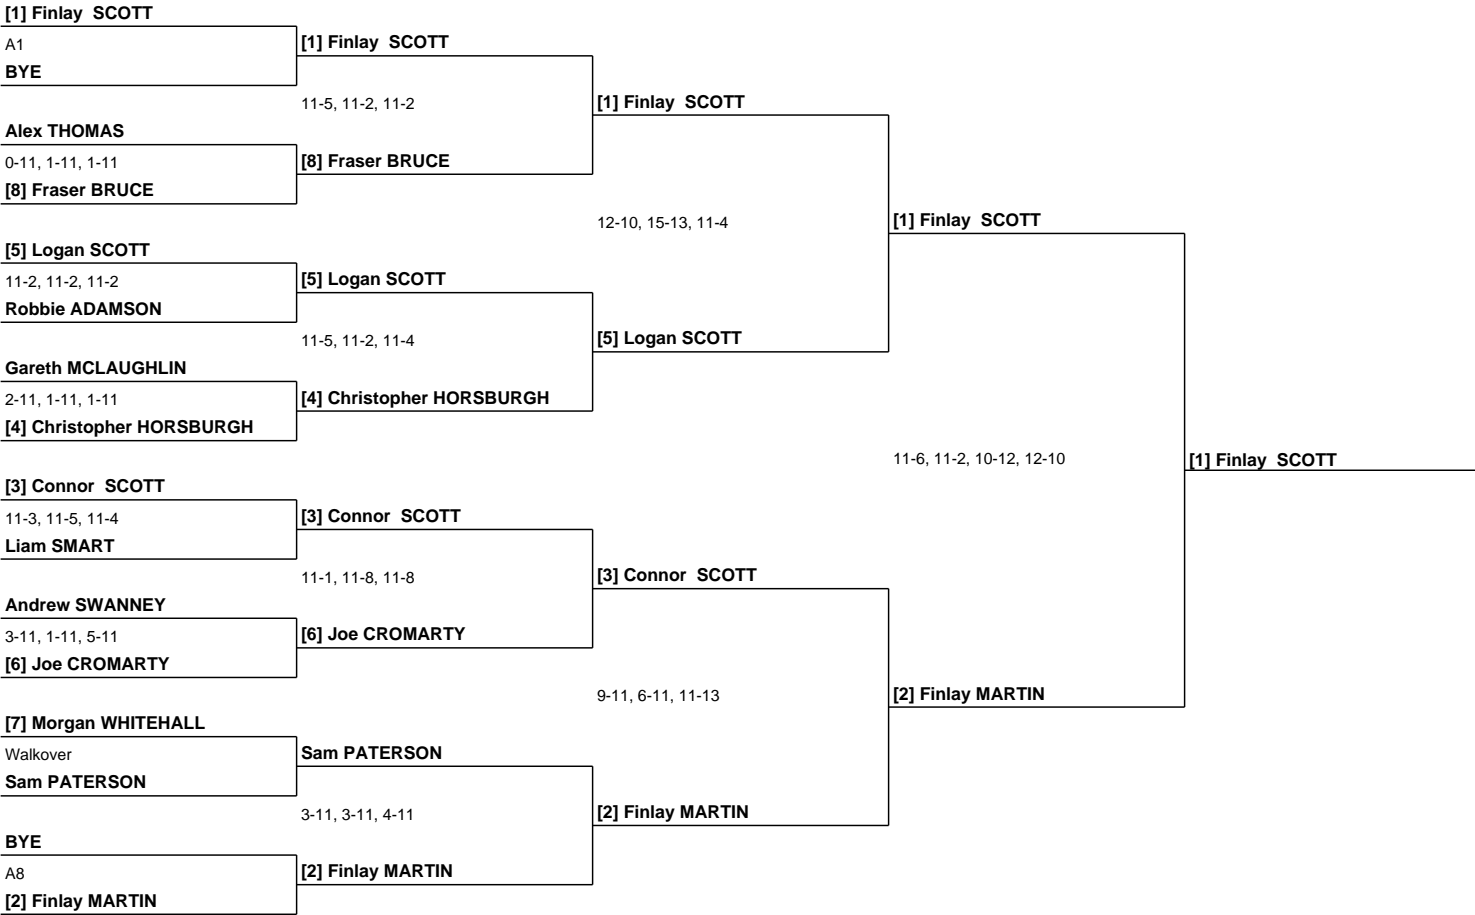 [1] Finlay  SCOTT
A1
BYE
Alex THOMAS
0-11, 1-11, 1-11
[8] Fraser BRUCE
[5] Logan SCOTT
11-2, 11-2, 11-2
Robbie ADAMSON
Gareth MCLAUGHLIN
2-11, 1-11, 1-11
[4] Christopher HORSBURGH
[3] Connor  SCOTT
11-3, 11-5, 11-4
Liam SMART
Andrew SWANNEY
3-11, 1-11, 5-11
[6] Joe CROMARTY
[7] Morgan WHITEHALL
Walkover
Sam PATERSON
BYE
A8
[2] Finlay MARTIN
[1] Finlay  SCOTT
11-5, 11-2, 11-2
[8] Fraser BRUCE
[5] Logan SCOTT
11-5, 11-2, 11-4
[4] Christopher HORSBURGH
[3] Connor  SCOTT
11-1, 11-8, 11-8
[6] Joe CROMARTY
Sam PATERSON
3-11, 3-11, 4-11
[2] Finlay MARTIN
[1] Finlay  SCOTT
12-10, 15-13, 11-4
[5] Logan SCOTT
[3] Connor  SCOTT
9-11, 6-11, 11-13
[2] Finlay MARTIN
[1] Finlay  SCOTT
11-6, 11-2, 10-12, 12-10
[2] Finlay MARTIN
[1] Finlay  SCOTT